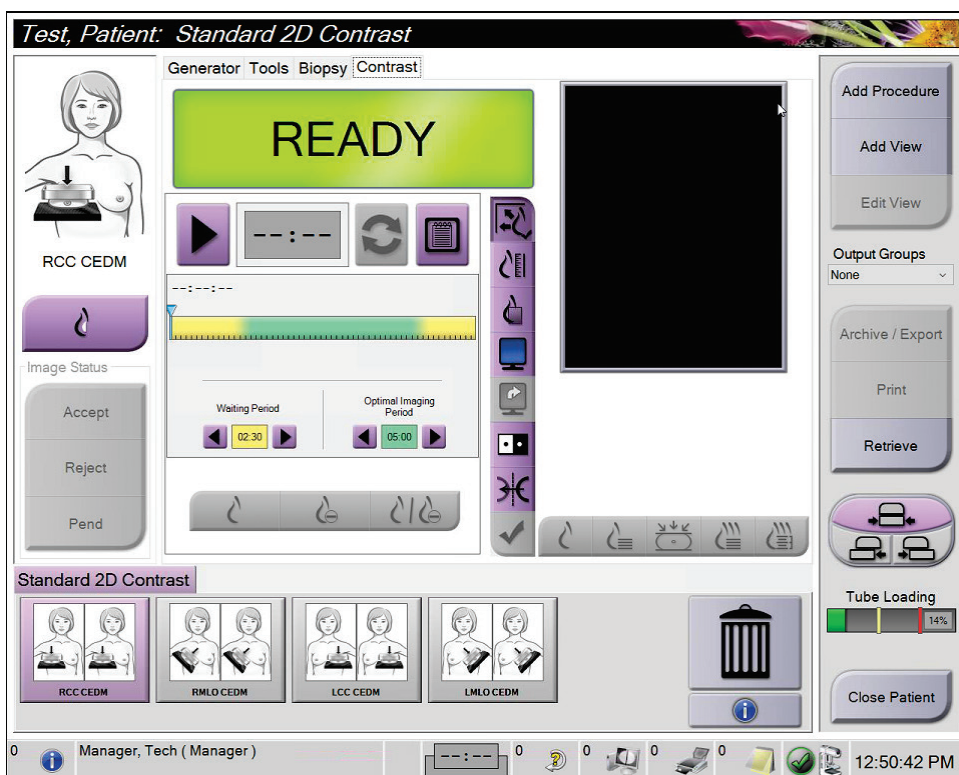 Test, Patient: Standard 2D Contrast
Generator Tools Biopsy Contrast
READY
--:--
RCC CEDM
--:--:--
Waiting Period
02:30
Optimal Imaging
Period
05:00
Image Status
Accept
Reject
Pend
Add Procedure
Add View
Edit View
Output Groups
None
Archive / Export
Print
Retrieve
Tube Loading
14%
Close Patient
Standard 2D Contrast
RCC CEDM
RMLO CEDM
LCC CEDM
LMLO CEDM
0 Manager, Tech ( Manager ) --:-- 0 0 0 0 12:50:42 PM